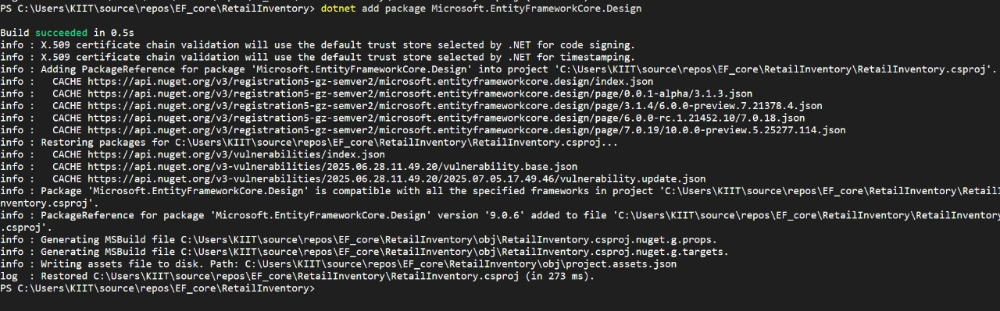 PS C:\Users\KIIT\source\repos\EF_core\RetailInventory> dotnet add package Microsoft.EntityFrameworkCore.Design
Build succeeded in 0.5s
info : X.509 certificate chain validation will use the default trust store selected by .NET for code signing.
info : X.509 certificate chain validation will use the default trust store selected by .NET for timestamping.
info : Adding PackageReference for package 'Microsoft.EntityFrameworkCore.Design' into project 'C:\Users\KIIT\source\repos\EF_core\RetailInventory\RetailInventory.csproj'.
info :   CACHE https://api.nuget.org/v3/registration5-gz-semver2/microsoft.entityframeworkcore.design/index.json
info :   CACHE https://api.nuget.org/v3/registration5-gz-semver2/microsoft.entityframeworkcore.design/page/0.0.1-alpha/3.1.3.json
info :   CACHE https://api.nuget.org/v3/registration5-gz-semver2/microsoft.entityframeworkcore.design/page/3.1.4/6.0.0-preview.7.21378.4.json
info :   CACHE https://api.nuget.org/v3/registration5-gz-semver2/microsoft.entityframeworkcore.design/page/6.0.0-rc.1.21452.10/7.0.18.json
info :   CACHE https://api.nuget.org/v3/registration5-gz-semver2/microsoft.entityframeworkcore.design/page/7.0.19/10.0.0-preview.5.25277.114.json
info : Restoring packages for C:\Users\KIIT\source\repos\EF_core\RetailInventory\RetailInventory.csproj...
info :   CACHE https://api.nuget.org/v3/vulnerabilities/index.json
info :   CACHE https://api.nuget.org/v3-vulnerabilities/2025.06.28.11.49.20/vulnerability.base.json
info :   CACHE https://api.nuget.org/v3-vulnerabilities/2025.06.28.11.49.20/2025.07.05.17.49.46/vulnerability.update.json
info : Package 'Microsoft.EntityFrameworkCore.Design' is compatible with all the specified frameworks in project 'C:\Users\KIIT\source\repos\EF_core\RetailInventory\RetailI
nventory.csproj'.
info : PackageReference for package 'Microsoft.EntityFrameworkCore.Design' version '9.0.6' added to file 'C:\Users\KIIT\source\repos\EF_core\RetailInventory\RetailInventory
.csproj'.
info : Generating MSBuild file C:\Users\KIIT\source\repos\EF_core\RetailInventory\obj\RetailInventory.csproj.nuget.g.props.
info : Generating MSBuild file C:\Users\KIIT\source\repos\EF_core\RetailInventory\obj\RetailInventory.csproj.nuget.g.targets.
info : Writing assets file to disk. Path: C:\Users\KIIT\source\repos\EF_core\RetailInventory\obj\project.assets.json
log  : Restored C:\Users\KIIT\source\repos\EF_core\RetailInventory\RetailInventory.csproj (in 273 ms).
PS C:\Users\KIIT\source\repos\EF_core\RetailInventory>